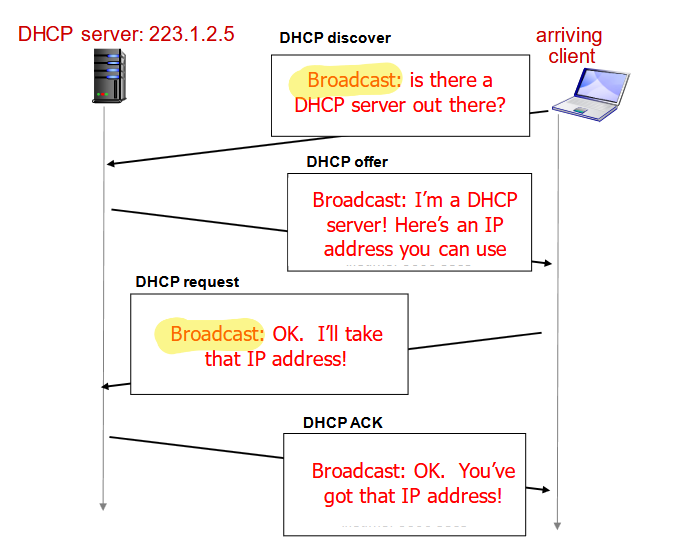 DHCP server: 223.1.2.5
DHCP discover
arriving
client
Broadcast: is there a
DHCP server out there?
DHCP offer
Broadcast: I’m a DHCP
server! Here’s an IP
address you can use
DHCP request
Broadcast: OK.  I’ll take
that IP address!
DHCP ACK
Broadcast: OK.  You’ve
got that IP address!